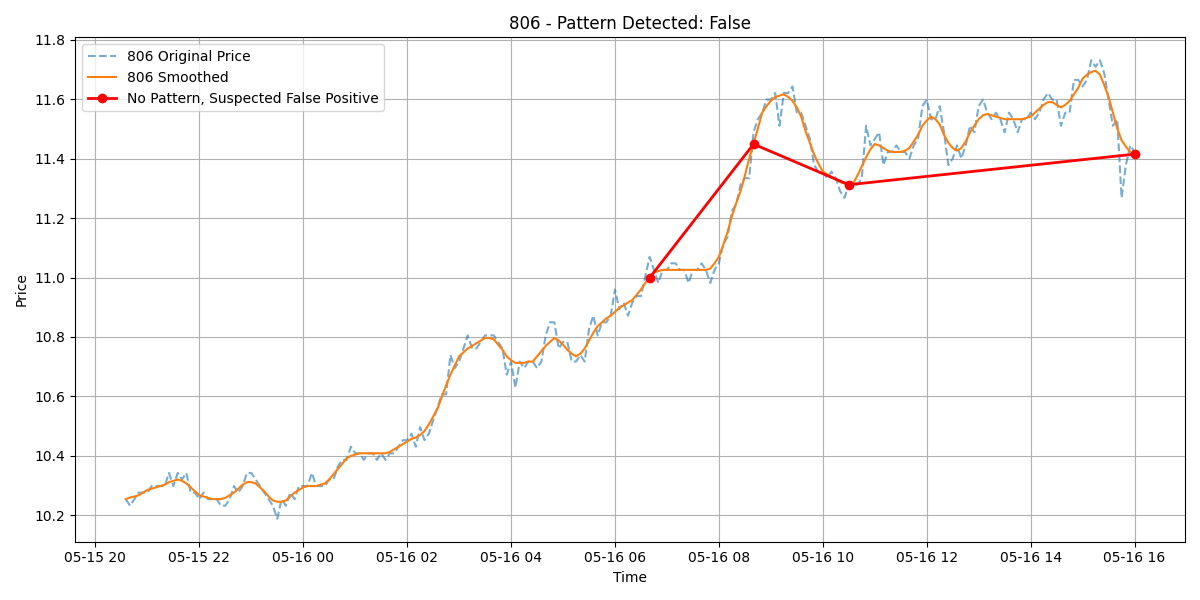 806 - Pattern Detected: False
806 Original Price
806 Smoothed
No Pattern, Suspected False Positive
Price
11.8
11.6
11.4
11.2
11.0
10.8
10.6
10.4
10.2
05-15 20 05-15 22 05-16 00 05-16 02 05-16 04 05-16 06 05-16 08 05-16 10 05-16 12 05-16 14 05-16 16
Time